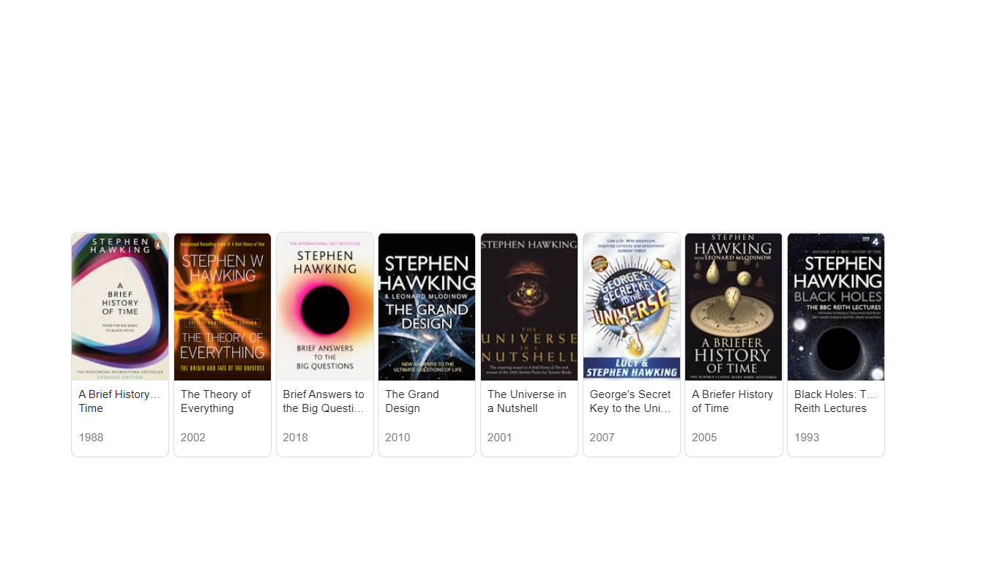 STEPHEN
HAWKING
A
BRIEF
HISTORY
OF TIME
FROM THE BIG BANG
TO BLACK HOLES
THE PHENOMENAL INTERNATIONAL BESTSELLER
UPDATED EDITION
A Brief History…
Time
1988
International Bestselling Author Of A Brief History of Time
STEPHEN W
HAWKING
SPECIAL ANNIVERSARY EDITION
THE THEORY OF
EVERYTHING
THE ORIGIN AND FATE OF THE UNIVERSE
The Theory of
Everything
2002
THE INTERNATIONAL NO.1 BESTSELLER
STEPHEN
HAWKING
BRIEF ANSWERS
TO THE
BIG QUESTIONS
Brief Answers to
the Big Questi…
2018
STEPHEN
HAWKING
& LEONARD MLODINOW
THE GRAND
DESIGN
NEW ANSWERS TO THE
ULTIMATE QUESTIONS OF LIFE
The Grand
Design
2010
STEPHEN HAWKING
THE
UNIVERSE
IN A
NUTSHELL
The inspiring sequel to A Brief History of Time and
winner of the 2002 Aventis Prizes for Science Books
The Universe in
a Nutshell
2001
'Like a Dr. Who adventure,
inspiring curiosity and amazement'
SUNDAY TIMES
GEORGE'S
SECRET KEY
TO THE
UNIVERSE
LUCY &
STEPHEN HAWKING
George's Secret
Key to the Uni…
2007
STEPHEN
HAWKING
WITH LEONARD MLODINOW
A BRIEFER
HISTORY
OF TIME
THE SCIENCE CLASSIC MADE MORE ACCESSIBLE
A Briefer History
of Time
2005
BBC
4
AUTHOR OF A BRIEF HISTORY OF TIME
STEPHEN
HAWKING
BLACK HOLES
THE BBC REITH LECTURES
WITH AN INTRODUCTION AND NOTES BY
BBC NEWS SCIENCE EDITOR DAVID SHUKMAN
Black Holes: T…
Reith Lectures
1993